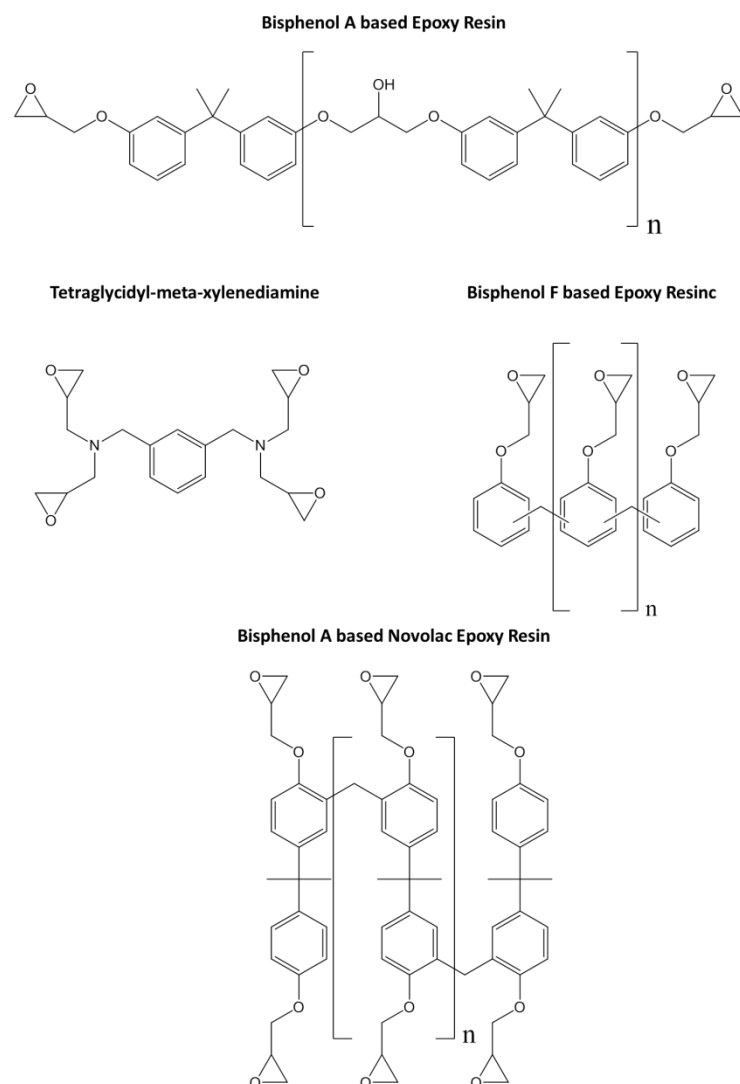 Bisphenol A based Epoxy Resin
O OH O
O O O O
n
Tetraglycidyl-meta-xylenediamine
O O
N N
O O
Bisphenol F based Epoxy Resinc
O O O
O O O
n
Bisphenol A based Novolac Epoxy Resin
O O O
O O O
O O O
n
O O O